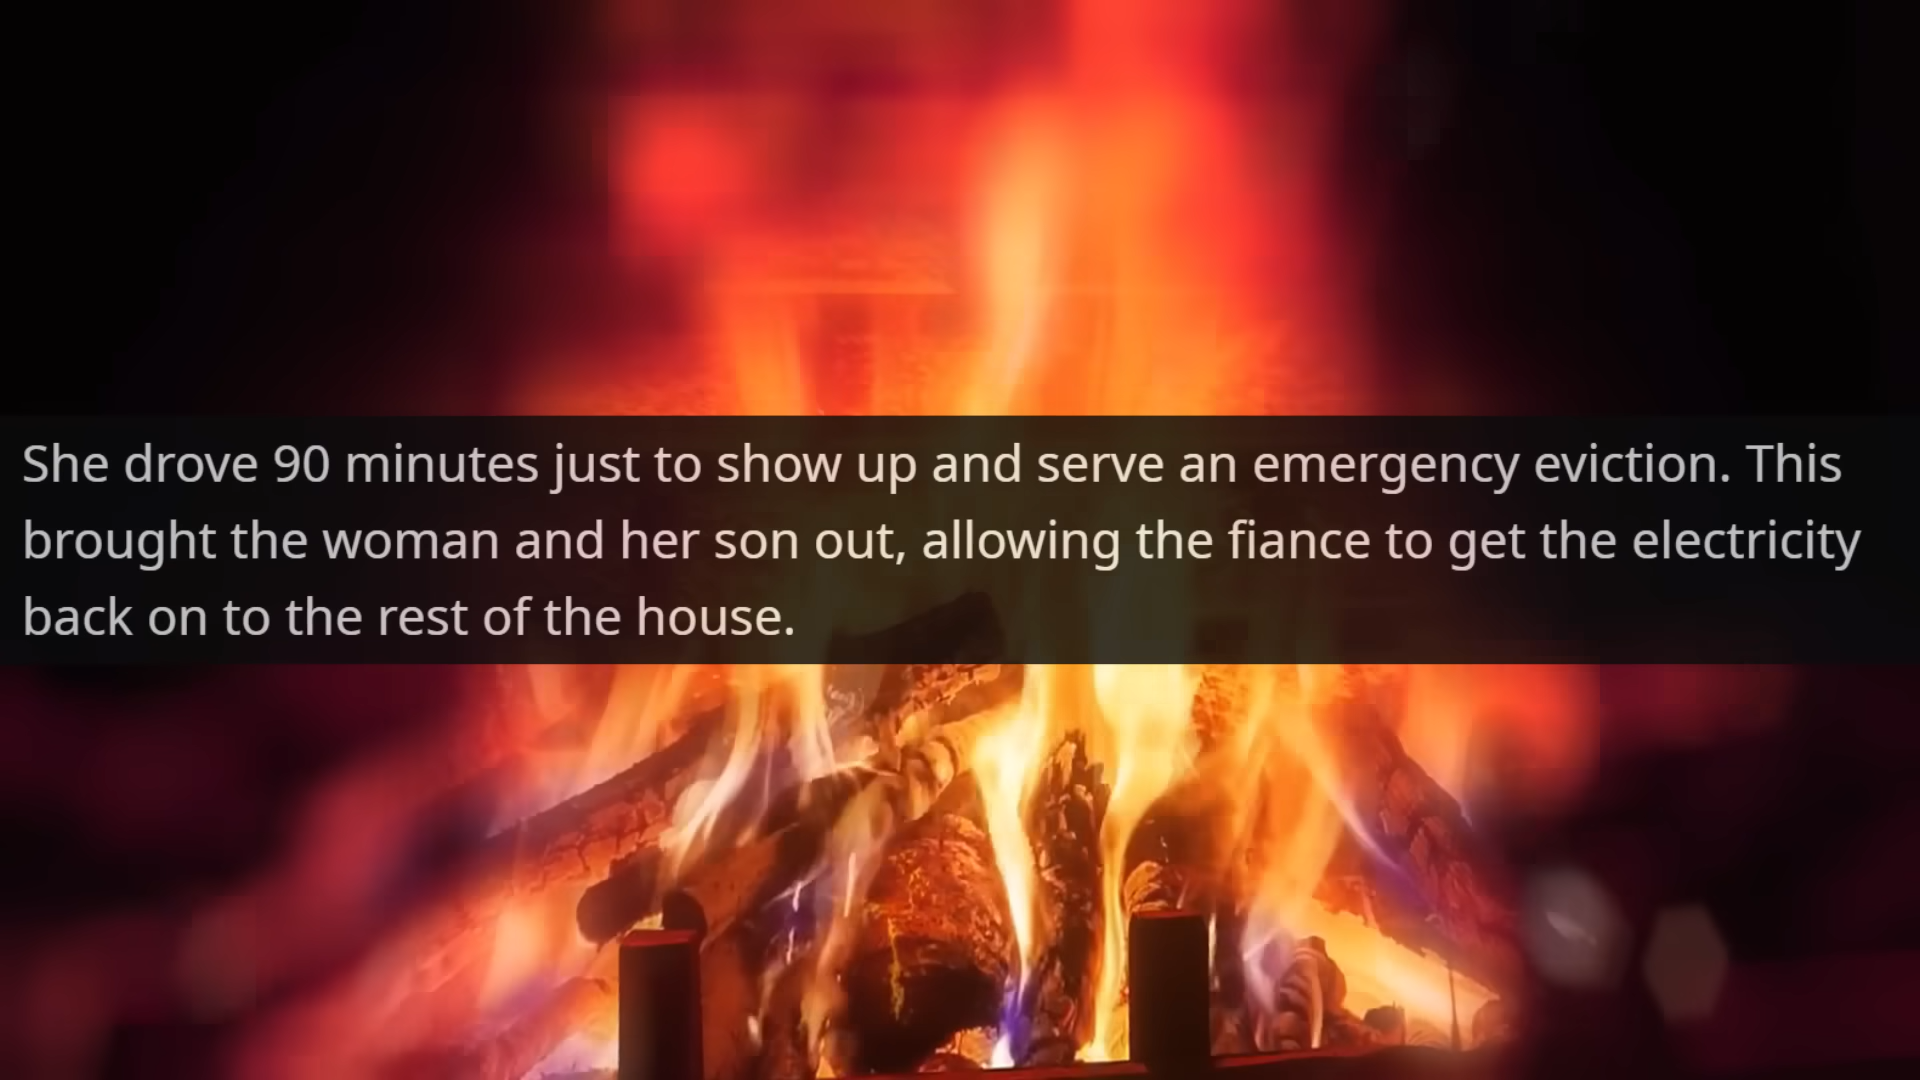 She drove 90 minutes just to show up and serve an emergency eviction. This
brought the woman and her son out, allowing the fiance to get the electricity
back on to the rest of the house.